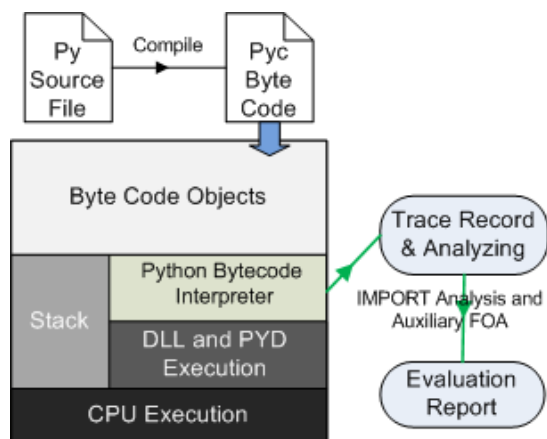 Py
Source
File
Compile
Pyc
Byte
Code
Byte Code Objects
Stack
Python Bytecode
Interpreter
DLL and PYD
Execution
CPU Execution
Trace Record
& Analyzing
IMPORT Analysis and
Auxiliary FOA
Evaluation
Report